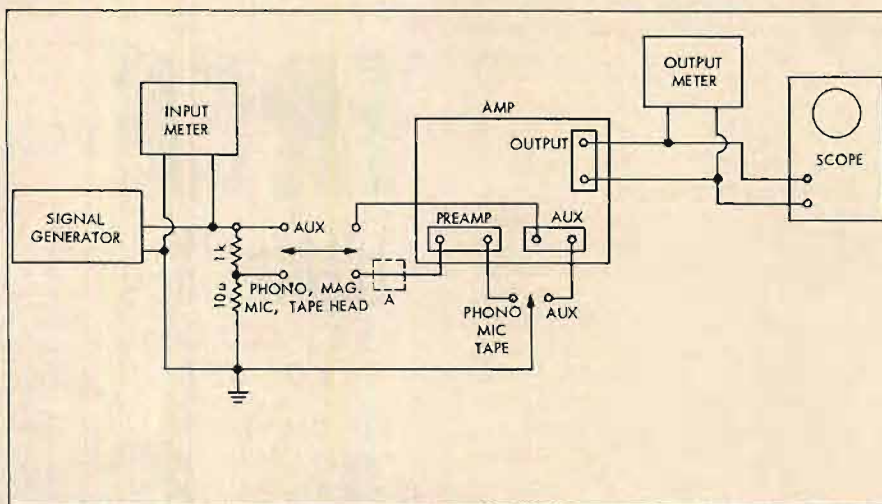 INPUT
METER
SIGNAL
GENERATOR
1k
10u
AUX
PHONO, MAG.
MIC, TAPE HEAD
A
AMP
OUTPUT
PREAMP
AUX
PHONO
MIC
TAPE
AUX
OUTPUT
METER
SCOPE